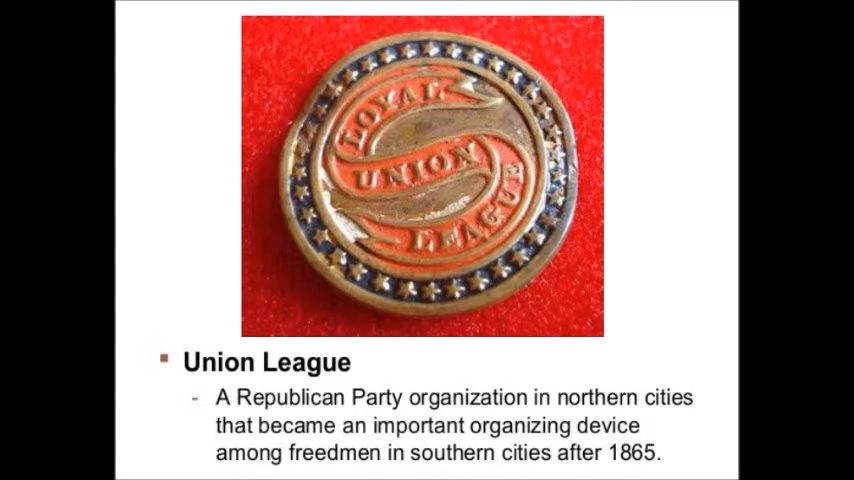 LOYAL
UNION
LEAGUE
Union League
- A Republican Party organization in northern cities
that became an important organizing device
among freedmen in southern cities after 1865.